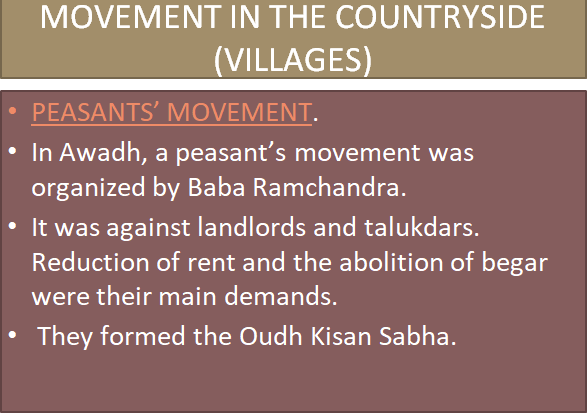 MOVEMENT IN THE COUNTRYSIDE
(VILLAGES)
• PEASANTS’ MOVEMENT.
• In Awadh, a peasant’s movement was
organized by Baba Ramchandra.
• It was against landlords and talukdars.
Reduction of rent and the abolition of begar
were their main demands.
• They formed the Oudh Kisan Sabha.